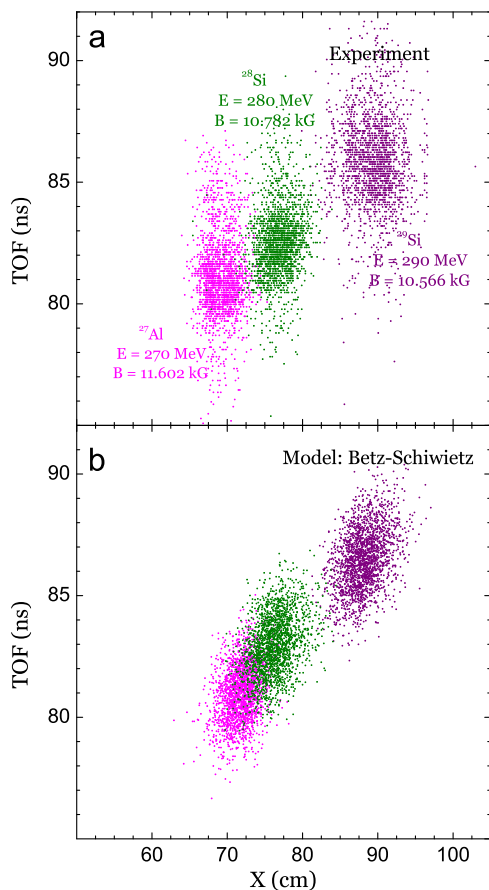 a
Experiment
²⁸Si
E = 280 MeV
B = 10.782 kG
²⁹Si
E = 290 MeV
B = 10.566 kG
²⁷Al
E = 270 MeV
B = 11.602 kG
90
85
80
TOF (ns)
b
Model: Betz-Schiwietz
90
85
80
TOF (ns)
60 70 80 90 100
X (cm)